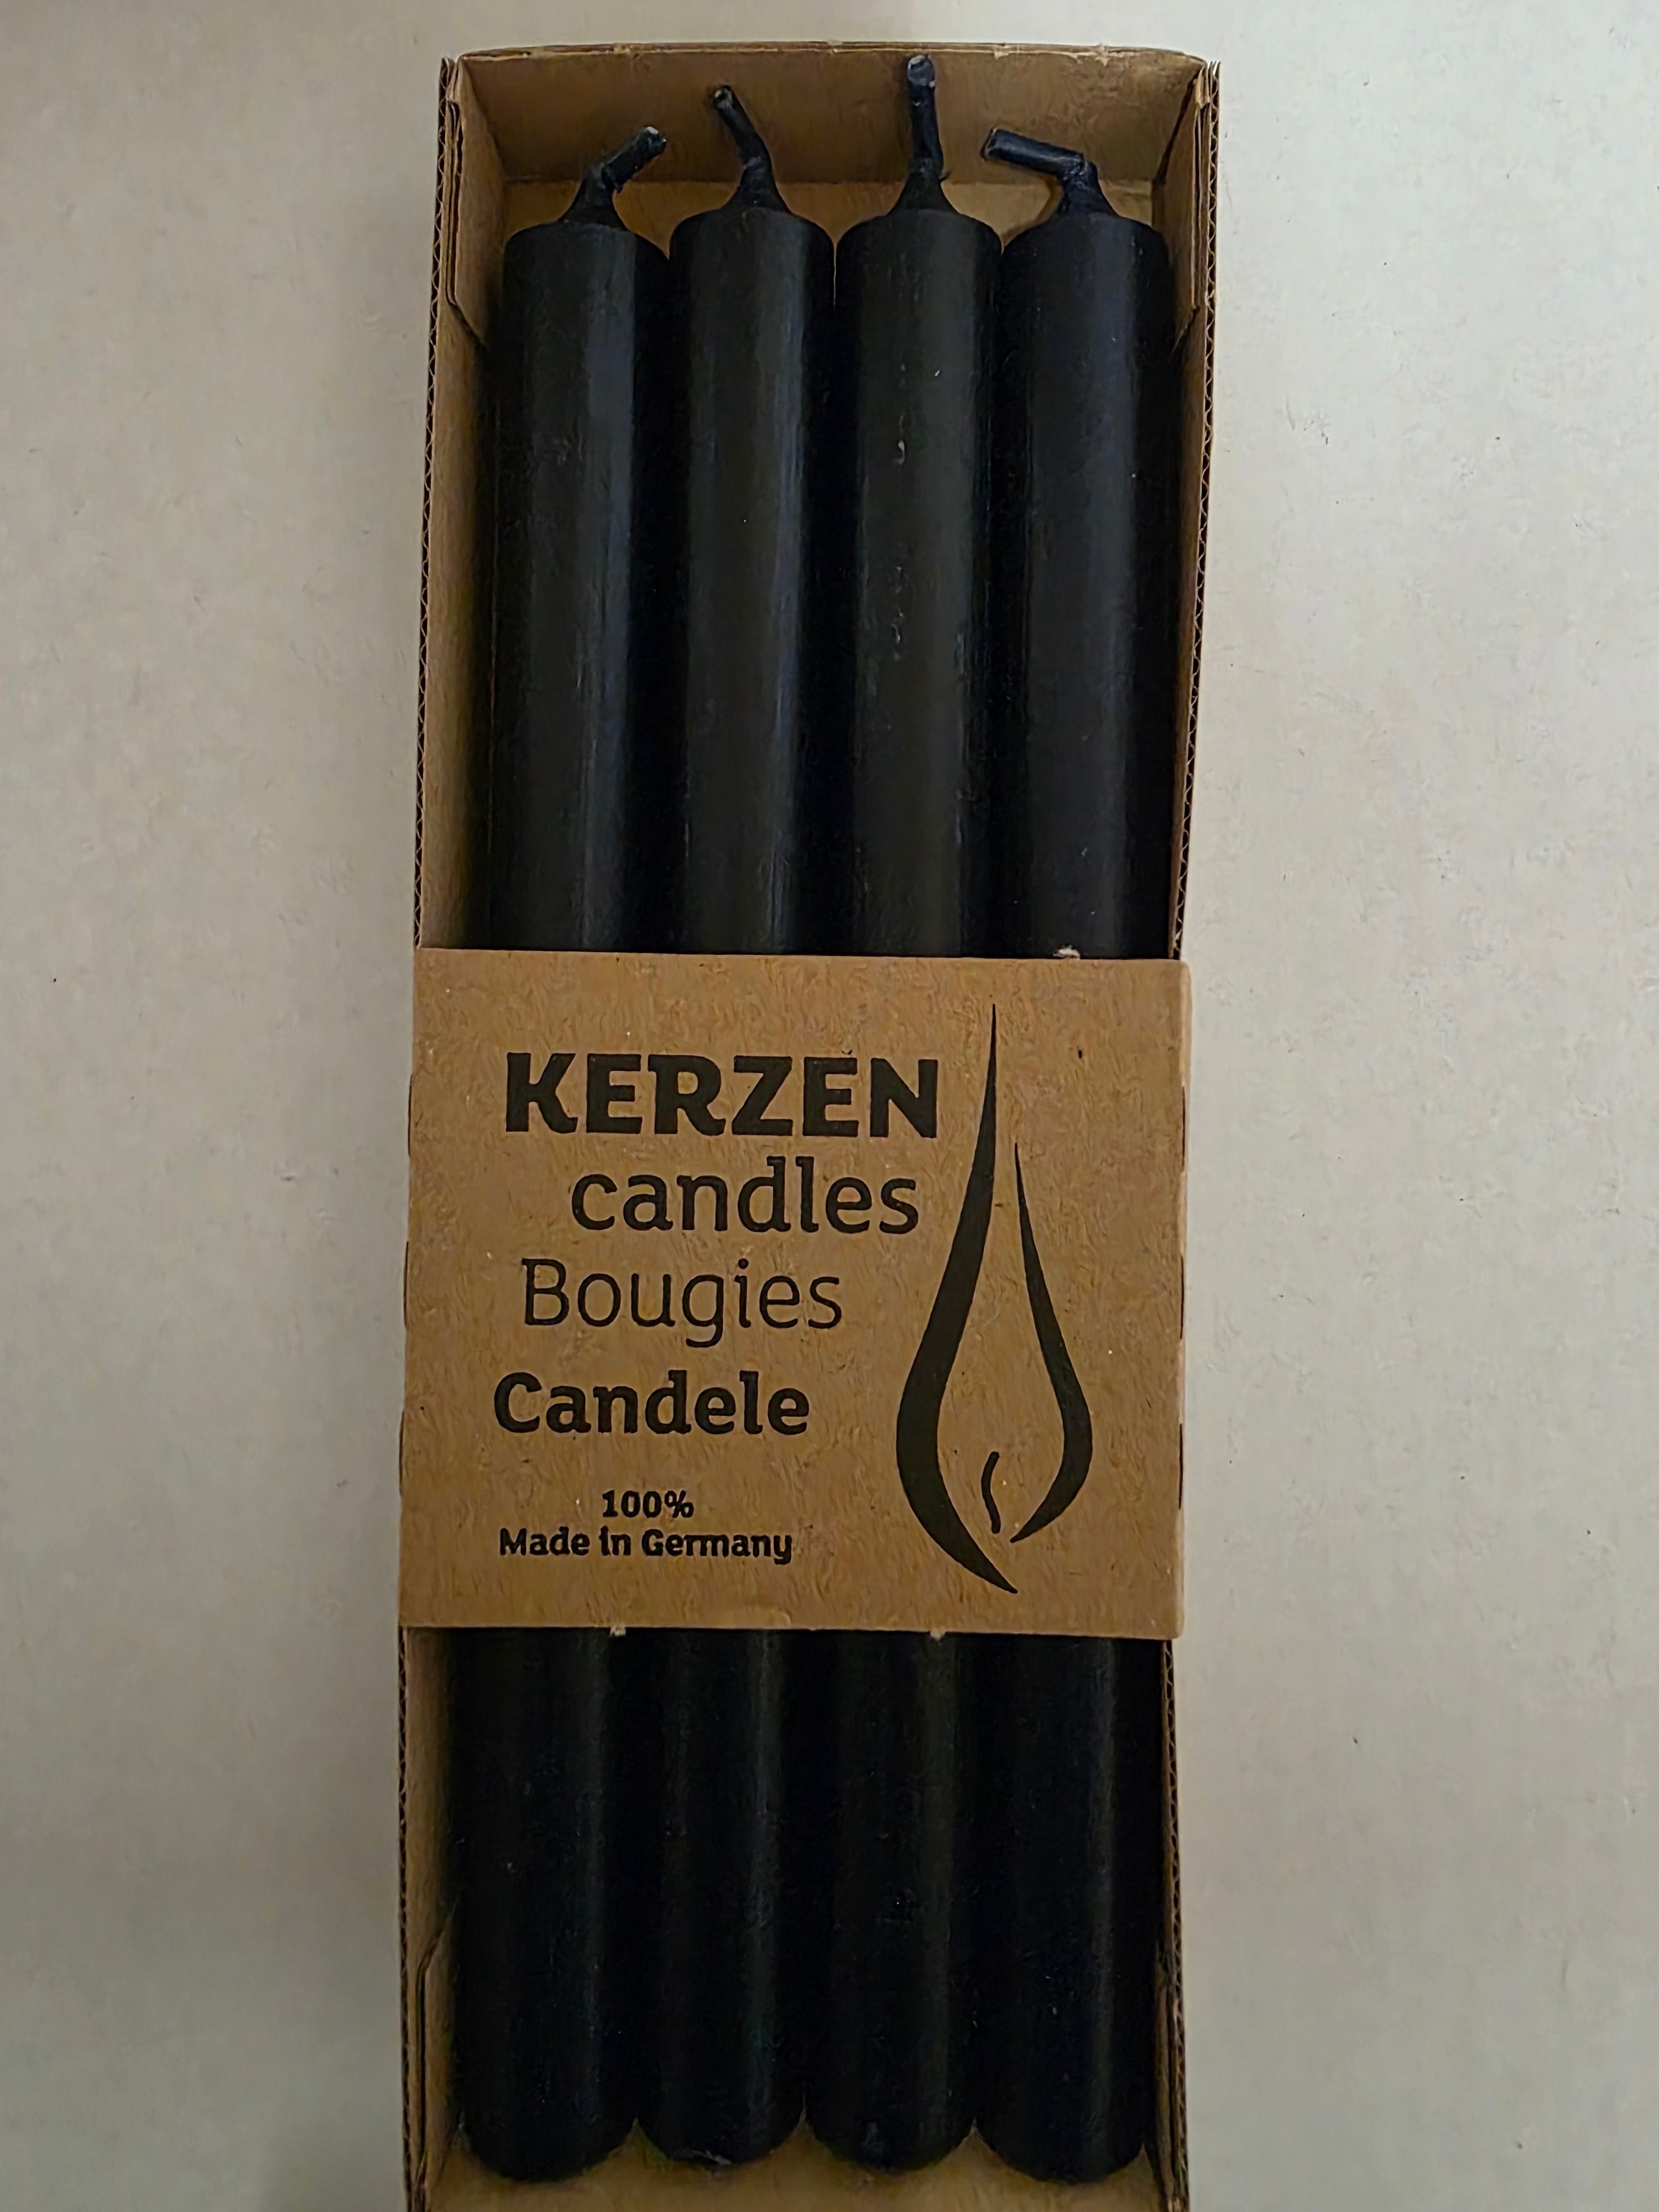 KERZEN
candles
Bougies
Candele
100%
Made in Germany